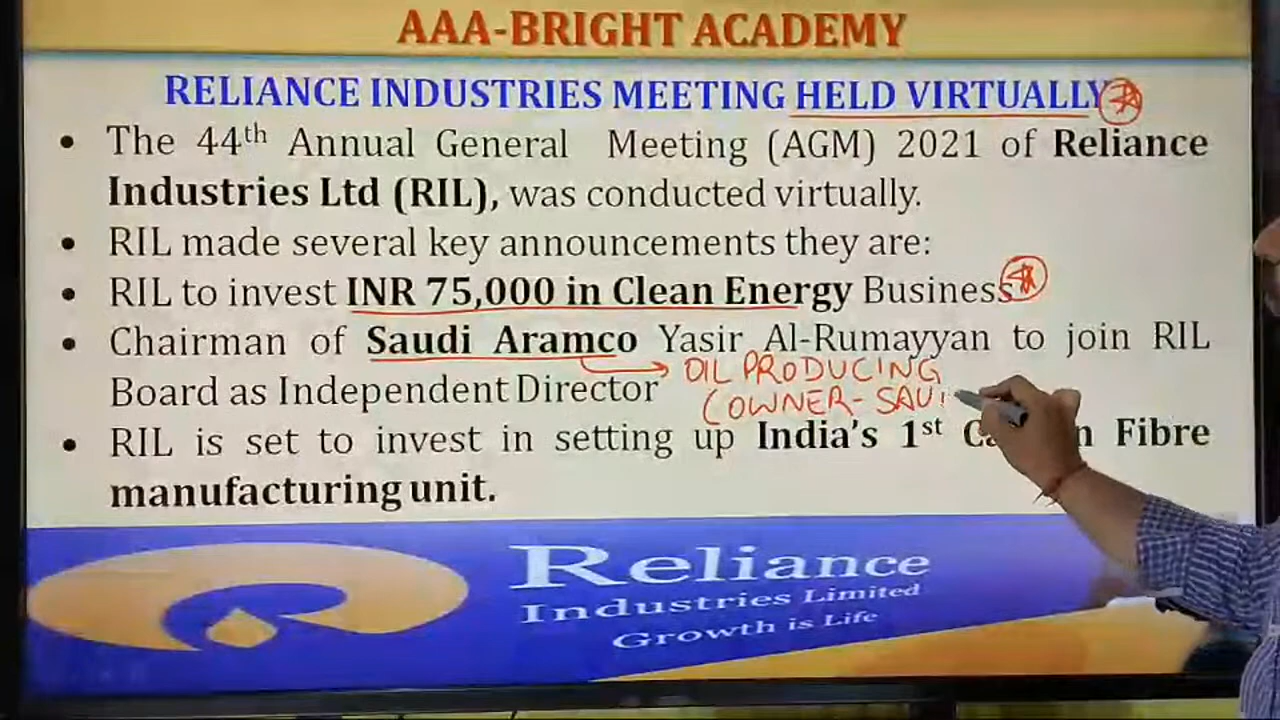 AAA-BRIGHT ACADEMY
RELIANCE INDUSTRIES MEETING HELD VIRTUALLY
• The 44th Annual General Meeting (AGM) 2021 of Reliance
Industries Ltd (RIL), was conducted virtually.
• RIL made several key announcements they are:
• RIL to invest INR 75,000 in Clean Energy Business
• Chairman of Saudi Aramco Yasir Al-Rumayyan to join RIL
OIL PRODUCING
Board as Independent Director
(OWNER-
• RIL is set to invest in setting up India's 1st Fibre
manufacturing unit.
Reliance
Industries Limited
Growth is Life